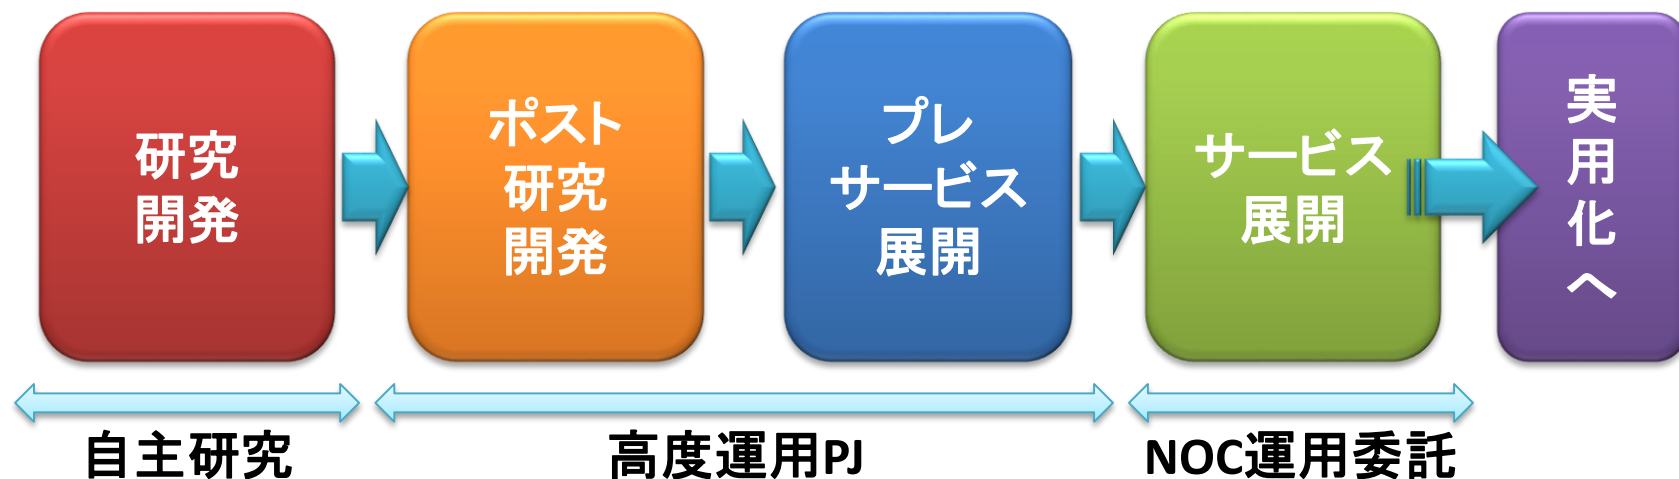 研究
開発
ポスト
研究
開発
プレ
サービス
展開
サービス
展開
実
用
化
へ
自主研究
高度運用PJ
NOC運用委託